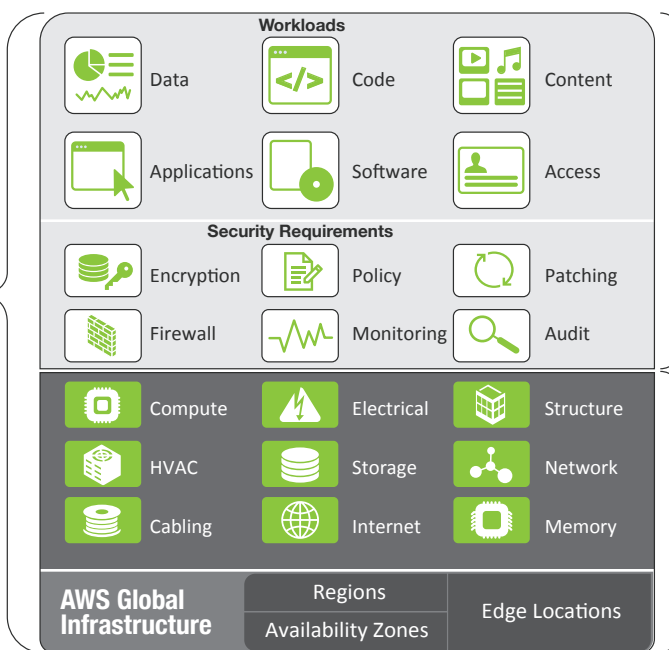 Workloads
Data
Code
Content
</>
Applications
Software
Access
Security Requirements
Encryption
Policy
Patching
Firewall
Monitoring
Audit
Compute
Electrical
Structure
HVAC
Storage
Network
Cabling
Internet
Memory
AWS Global
Infrastructure
Regions
Availability Zones
Edge Locations